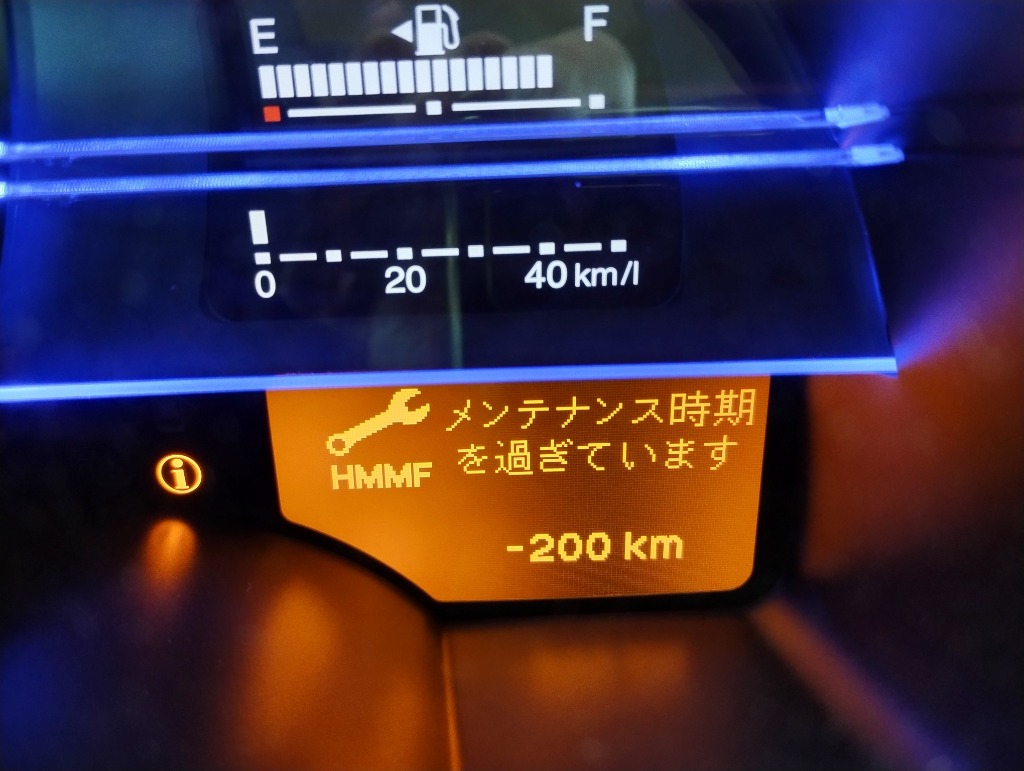 E F
0 20 40 km/l
メンテナンス時期
HMMF を過ぎています
i
-200 km